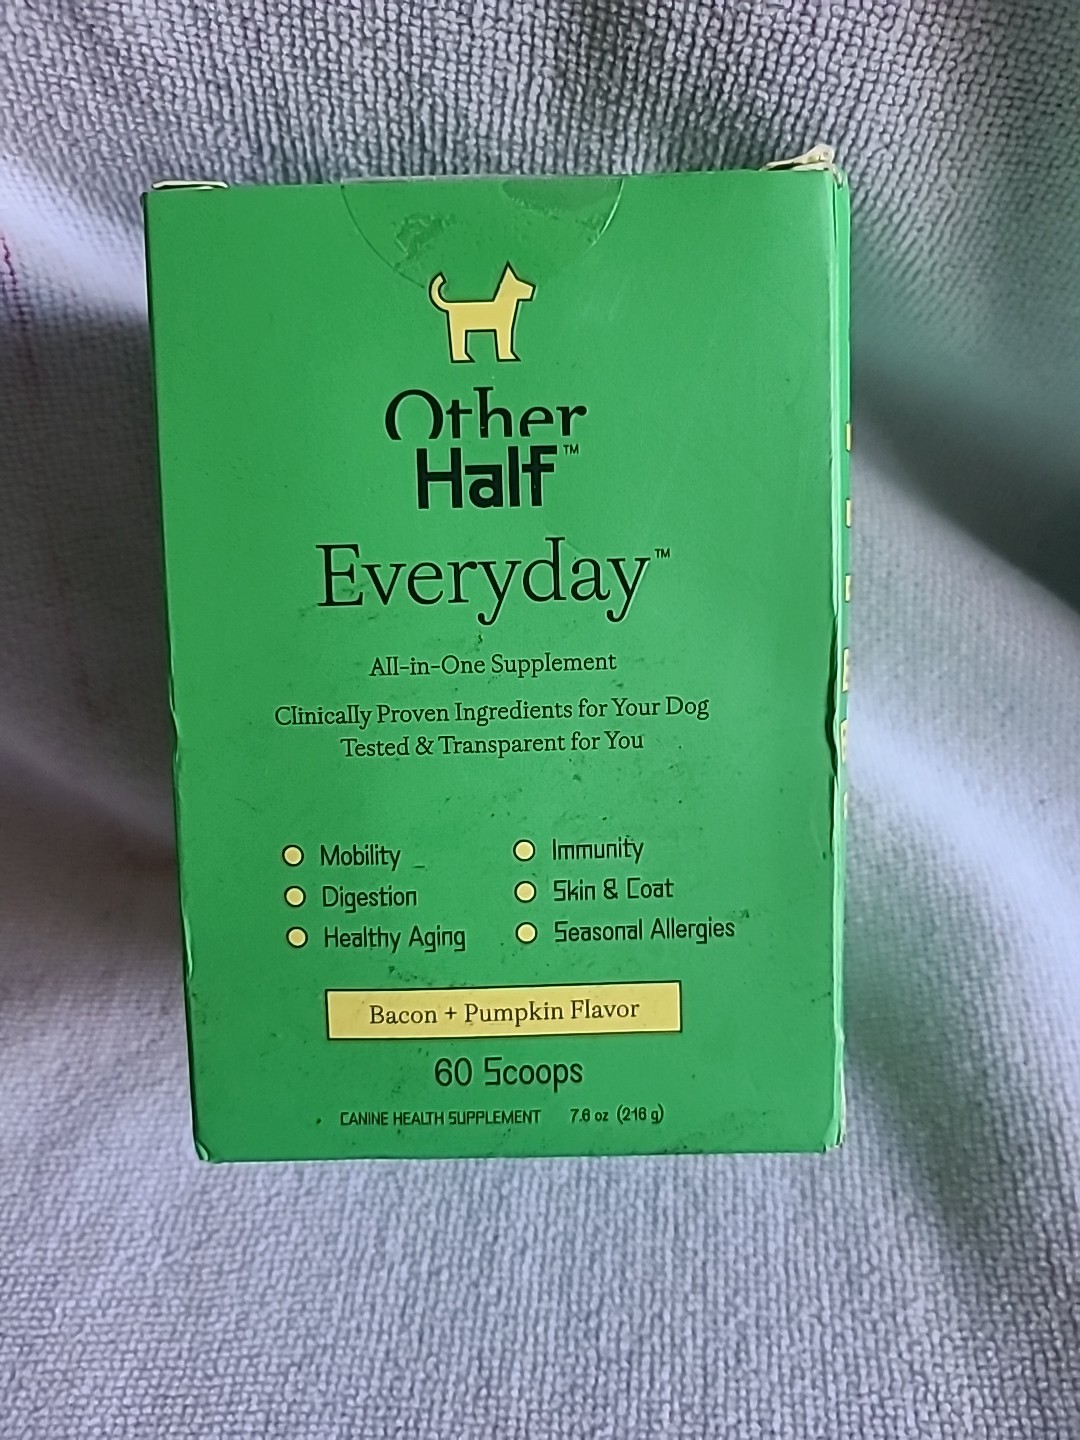 Other
Half™
Everyday™
All-in-One Supplement
Clinically Proven Ingredients for Your Dog
Tested & Transparent for You
Mobility
Immunity
Digestion
Skin & Coat
Healthy Aging
Seasonal Allergies
Bacon + Pumpkin Flavor
60 Scoops
CANINE HEALTH SUPPLEMENT 7.6 oz (216 g)